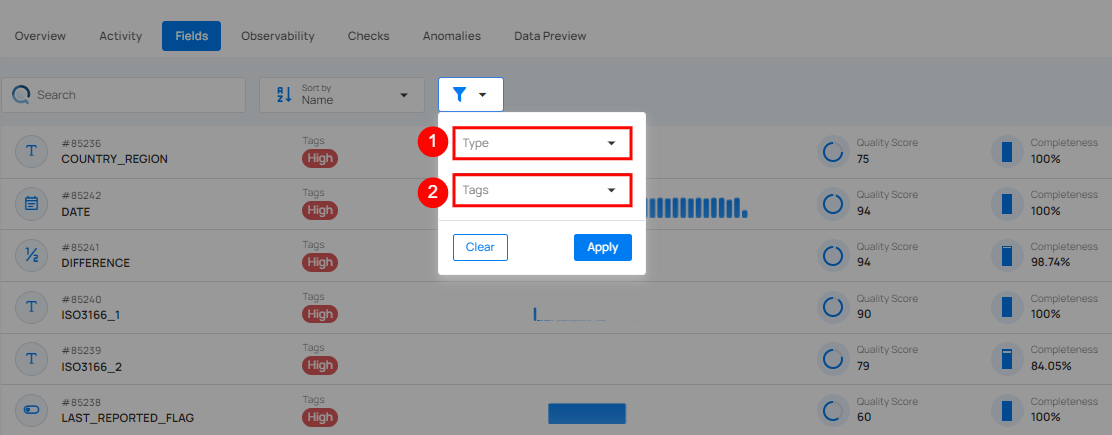 Overview Activity Fields Observability Checks Anomalies Data Preview
Search
Sort by
Name
1 Type
2 Tags
Clear Apply
#85236 Tags Quality Score Completeness
COUNTRY_REGION High 75 100%
#85242 Tags Quality Score Completeness
DATE High 94 100%
#85241 Tags Quality Score Completeness
½ DIFFERENCE High 94 98.74%
#85240 Tags Quality Score Completeness
T ISO3166_1 High 90 100%
#85239 Tags Quality Score Completeness
T ISO3166_2 High 79 84.05%
#85238 Tags Quality Score Completeness
LAST_REPORTED_FLAG High 60 100%